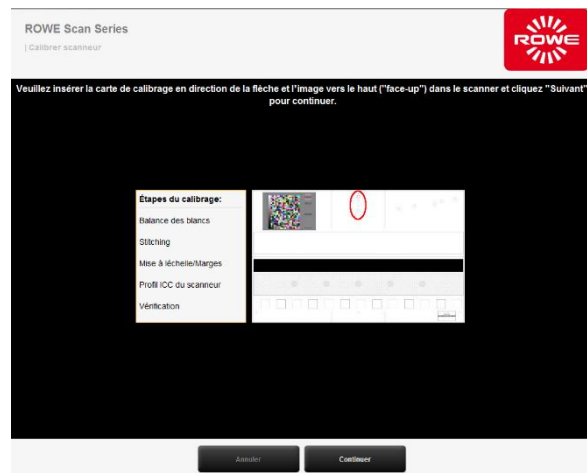 ROWE Scan Series
| Calibrer scanneur
ROWE
Veuillez insérer la carte de calibrage en direction de la flèche et l'image vers le haut ("face-up") dans le scanner et cliquez "Suivant"
pour continuer.
Étapes du calibrage:
Balance des blancs
Stitching
Mise à léchelle/Marges
Profil ICC du scanneur
Vérification
Annuler
Continuer